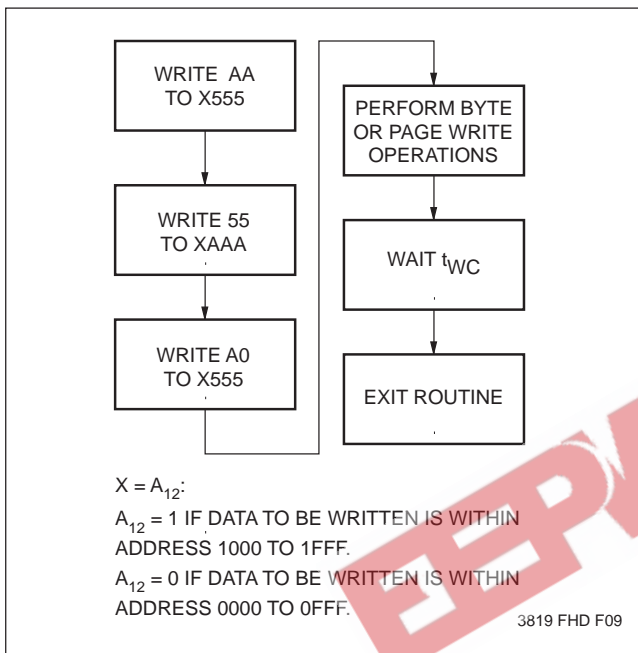 WRITE AA
TO X555
WRITE 55
TO XAAA
WRITE A0
TO X555
PERFORM BYTE
OR PAGE WRITE
OPERATIONS
WAIT tWC
EXIT ROUTINE
X = A12:
A12 = 1 IF DATA TO BE WRITTEN IS WITHIN
ADDRESS 1000 TO 1FFF.
A12 = 0 IF DATA TO BE WRITTEN IS WITHIN
ADDRESS 0000 TO 0FFF.
3819 FHD F09